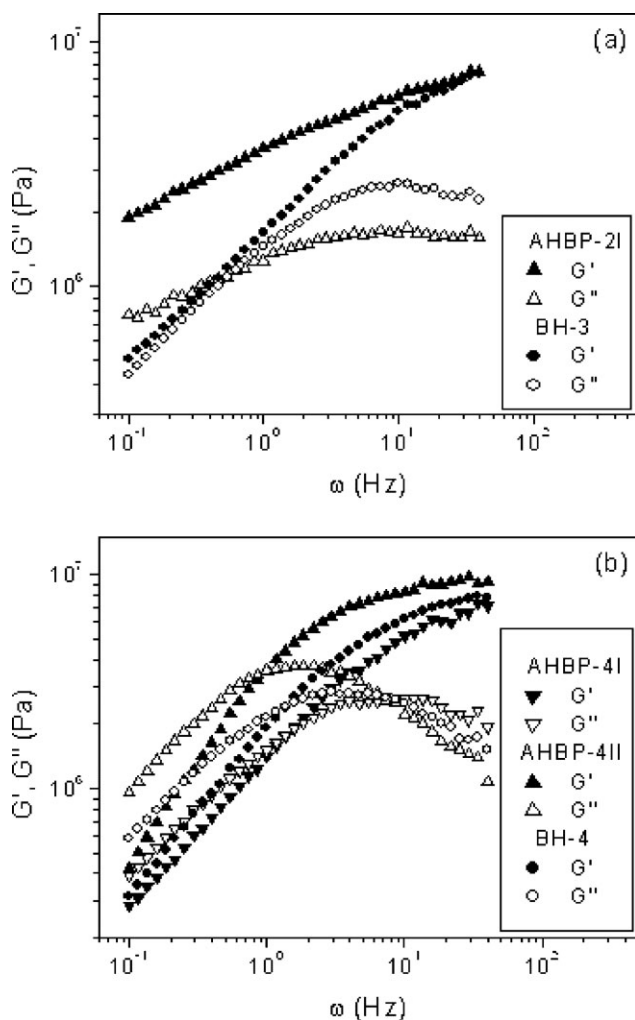 (a)
10⁷
10⁶
G', G" (Pa)
AHBP-2I
▲ G'
△ G"
BH-3
● G'
○ G"
10⁻¹ 10⁰ 10¹ 10²
ω (Hz)
(b)
10⁷
10⁶
G', G" (Pa)
AHBP-4I
▼ G'
▽ G"
AHBP-4II
▲ G'
△ G"
BH-4
● G'
○ G"
10⁻¹ 10⁰ 10¹ 10²
ω (Hz)